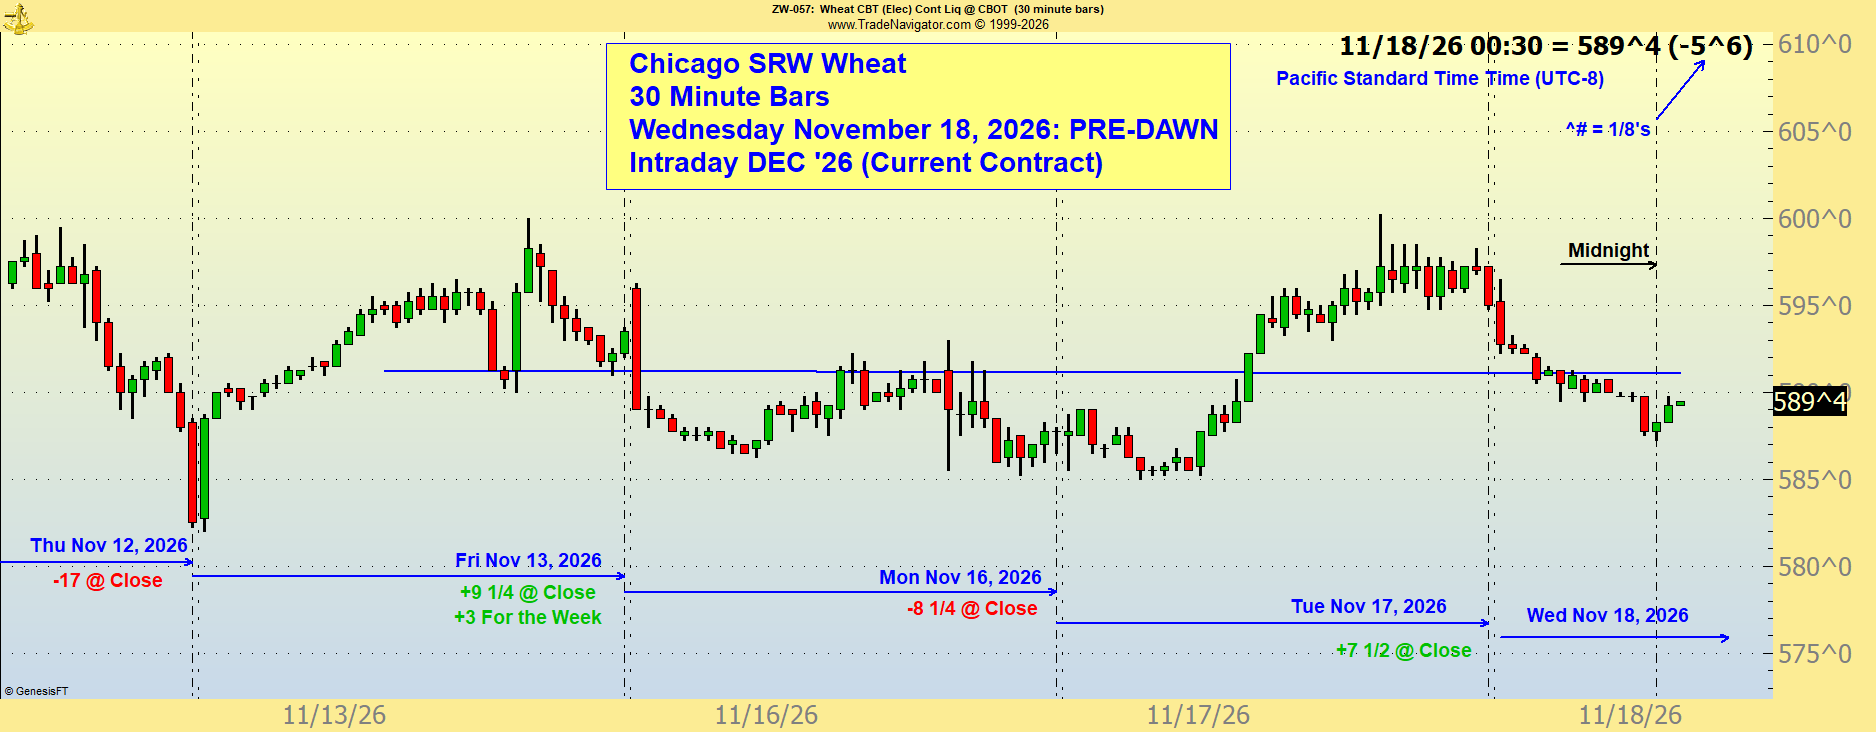 ZW-057: Wheat CBT (Elec) Cont Liq @ CBOT (30 minute bars)
www.TradeNavigator.com © 1999-2026
Chicago SRW Wheat
30 Minute Bars
Wednesday November 18, 2026: PRE-DAWN
Intraday DEC '26 (Current Contract)
11/18/26 00:30 = 589^4 (-5^6)
Pacific Standard Time Time (UTC-8)
^# = 1/8's
Midnight
610^0
605^0
600^0
595^0
589^4
585^0
580^0
575^0
Thu Nov 12, 2026
-17 @ Close
Fri Nov 13, 2026
+9 1/4 @ Close
+3 For the Week
Mon Nov 16, 2026
-8 1/4 @ Close
Tue Nov 17, 2026
+7 1/2 @ Close
Wed Nov 18, 2026
© GenesisFT
11/13/26
11/16/26
11/17/26
11/18/26